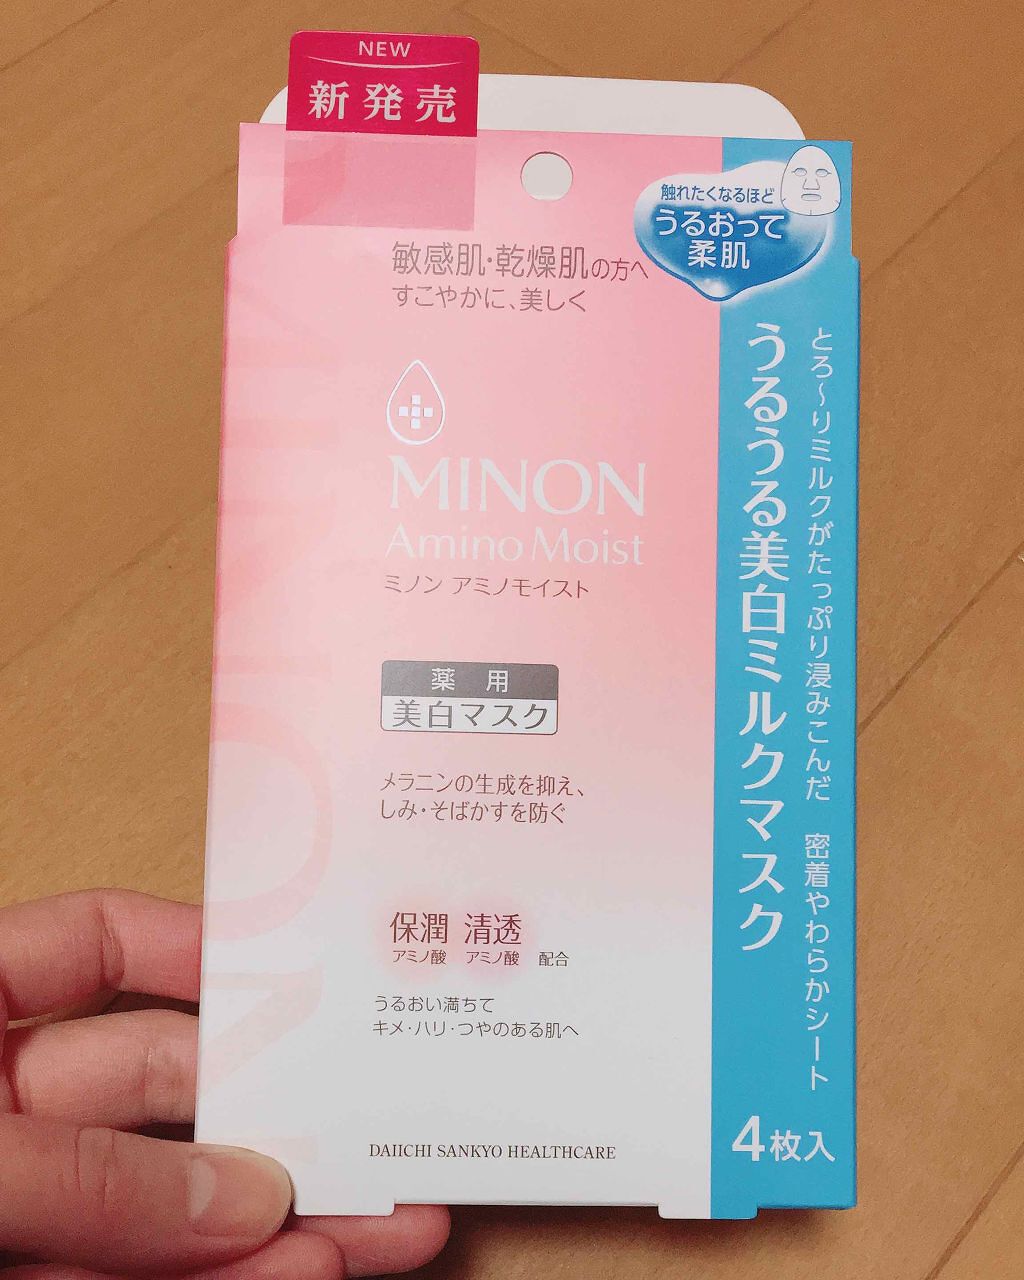 NEW
新発売
敏感肌・乾燥肌の方へ
すこやかに、美しく
MINON
Amino Moist
ミノン アミノモイスト
薬用
美白マスク
メラニンの生成を抑え、
しみ・そばかすを防ぐ
保潤 清透
アミノ酸 アミノ酸 配合
うるおい満ちて
キメ・ハリ・つやのある肌へ
DAIICHI SANKYO HEALTHCARE
触れたくなるほど
うるおって
柔肌
とろ〜りミルクがたっぷり浸みこんだ 密着やわらかシート
うるうる美白ミルクマスク
4枚入
MINON